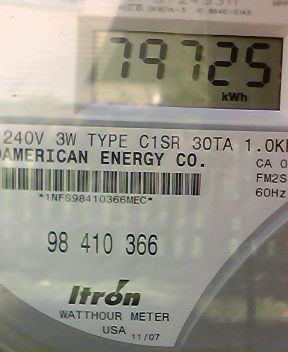 79725
kWh
240V 3W TYPE C1SR 30TA 1.0K
AMERICAN ENERGY CO.
CA 0
*1NFS98410366MEC*
FM2S
60Hz
98 410 366
Itron
WATTHOUR METER
USA 11/07